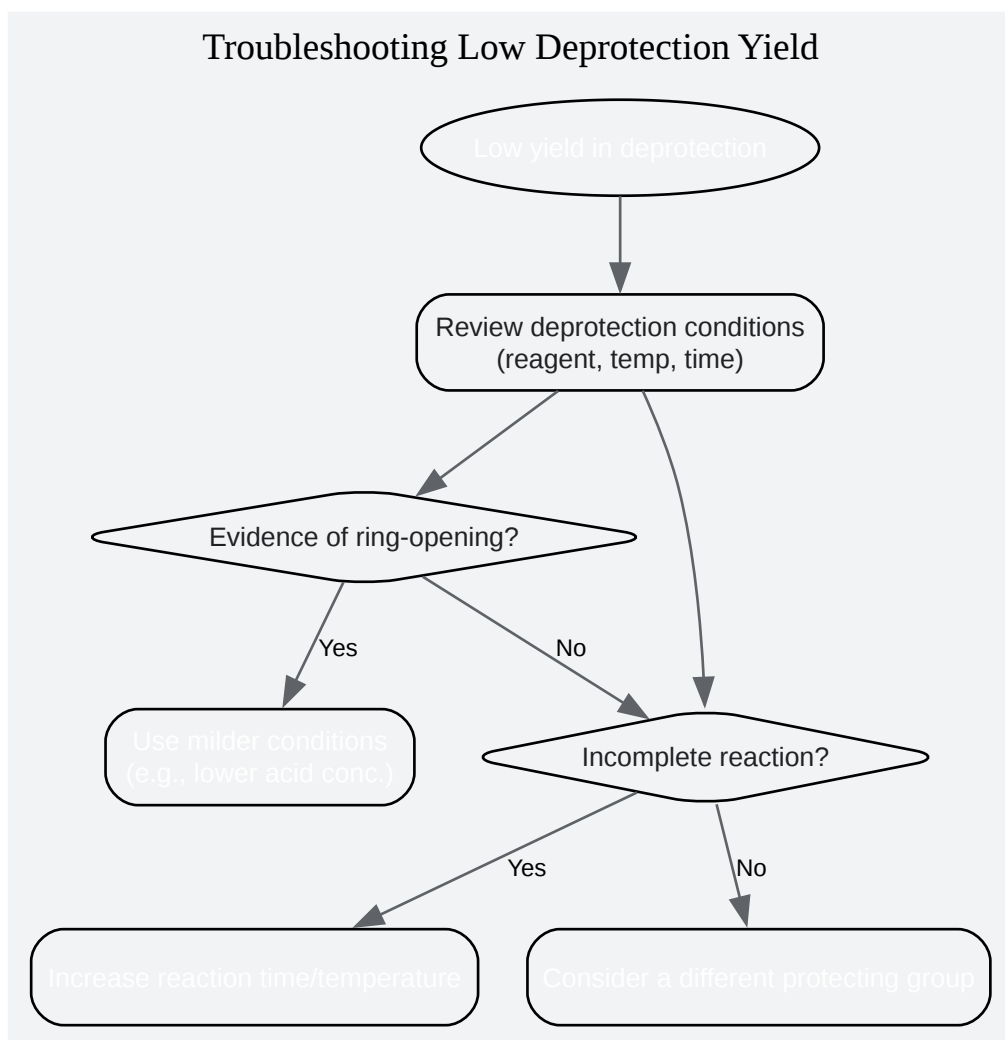 Troubleshooting Low Deprotection Yield
Low yield in deprotection
Review deprotection conditions
(reagent, temp, time)
Evidence of ring-opening?
Yes
No
Use milder conditions
(e.g., lower acid conc.)
Incomplete reaction?
Yes
No
Increase reaction time/temperature
Consider a different protecting group